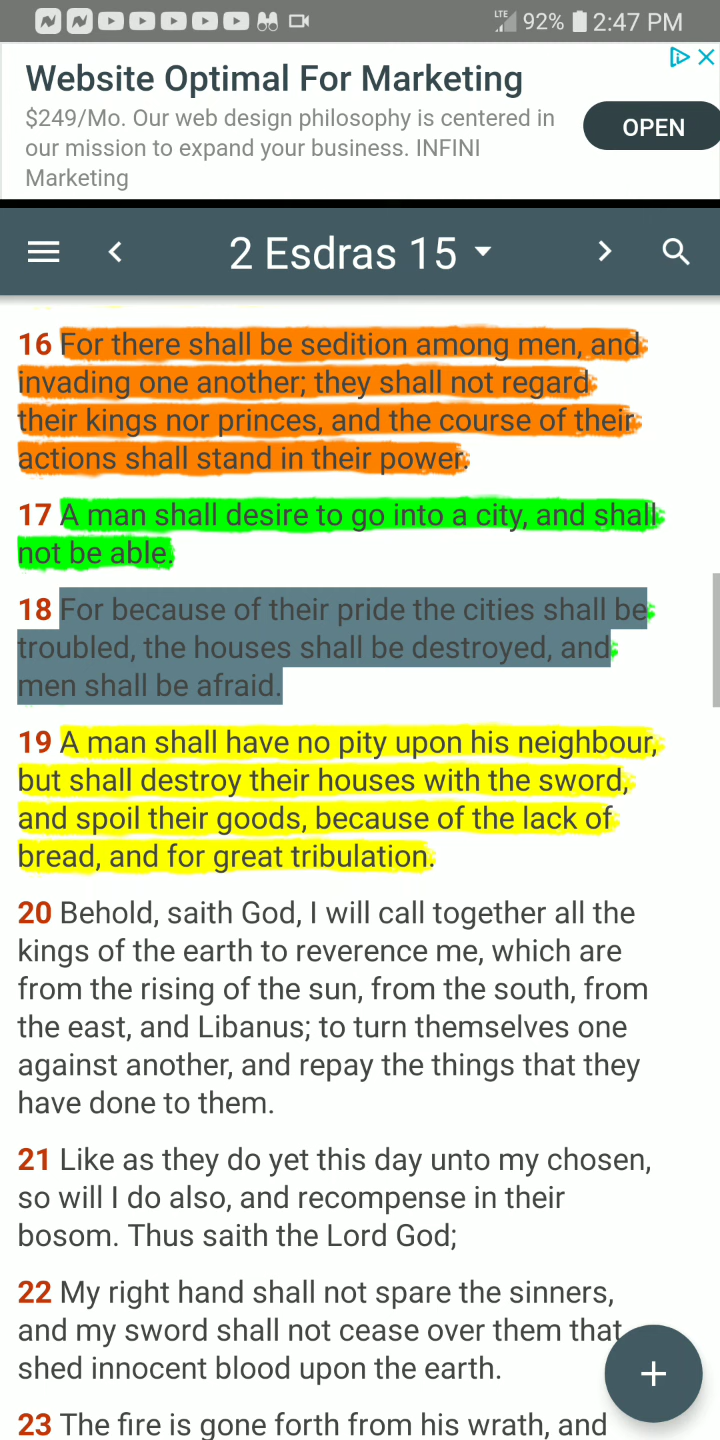 LTE 92% 2:47 PM
Website Optimal For Marketing
$249/Mo. Our web design philosophy is centered in
our mission to expand your business. INFINI
Marketing
OPEN
2 Esdras 15
16 For there shall be sedition among men, and
invading one another; they shall not regard
their kings nor princes, and the course of their
actions shall stand in their power.
17 A man shall desire to go into a city, and shall
not be able.
18 For because of their pride the cities shall be
troubled, the houses shall be destroyed, and
men shall be afraid.
19 A man shall have no pity upon his neighbour,
but shall destroy their houses with the sword,
and spoil their goods, because of the lack of
bread, and for great tribulation.
20 Behold, saith God, I will call together all the
kings of the earth to reverence me, which are
from the rising of the sun, from the south, from
the east, and Libanus; to turn themselves one
against another, and repay the things that they
have done to them.
21 Like as they do yet this day unto my chosen,
so will I do also, and recompense in their
bosom. Thus saith the Lord God;
22 My right hand shall not spare the sinners,
and my sword shall not cease over them that
shed innocent blood upon the earth.
23 The fire is gone forth from his wrath, and